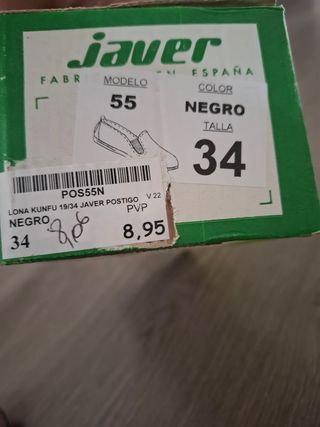 javer
FABR EN ESPAÑA
MODELO
55
COLOR
NEGRO
TALLA
34
POS55N
LONA KUNFU 19/34 JAVER POSTIGO V 22
NEGRO PVP
34 8,95